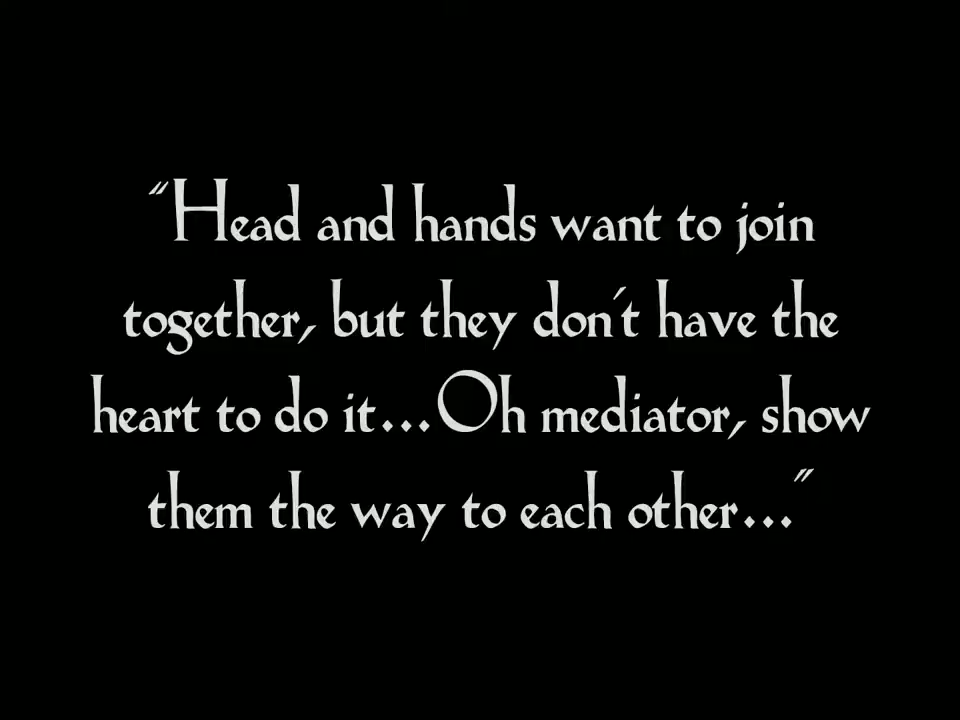 “Head and hands want to join
together, but they don't have the
heart to do it...Oh mediator, show
them the way to each other...”